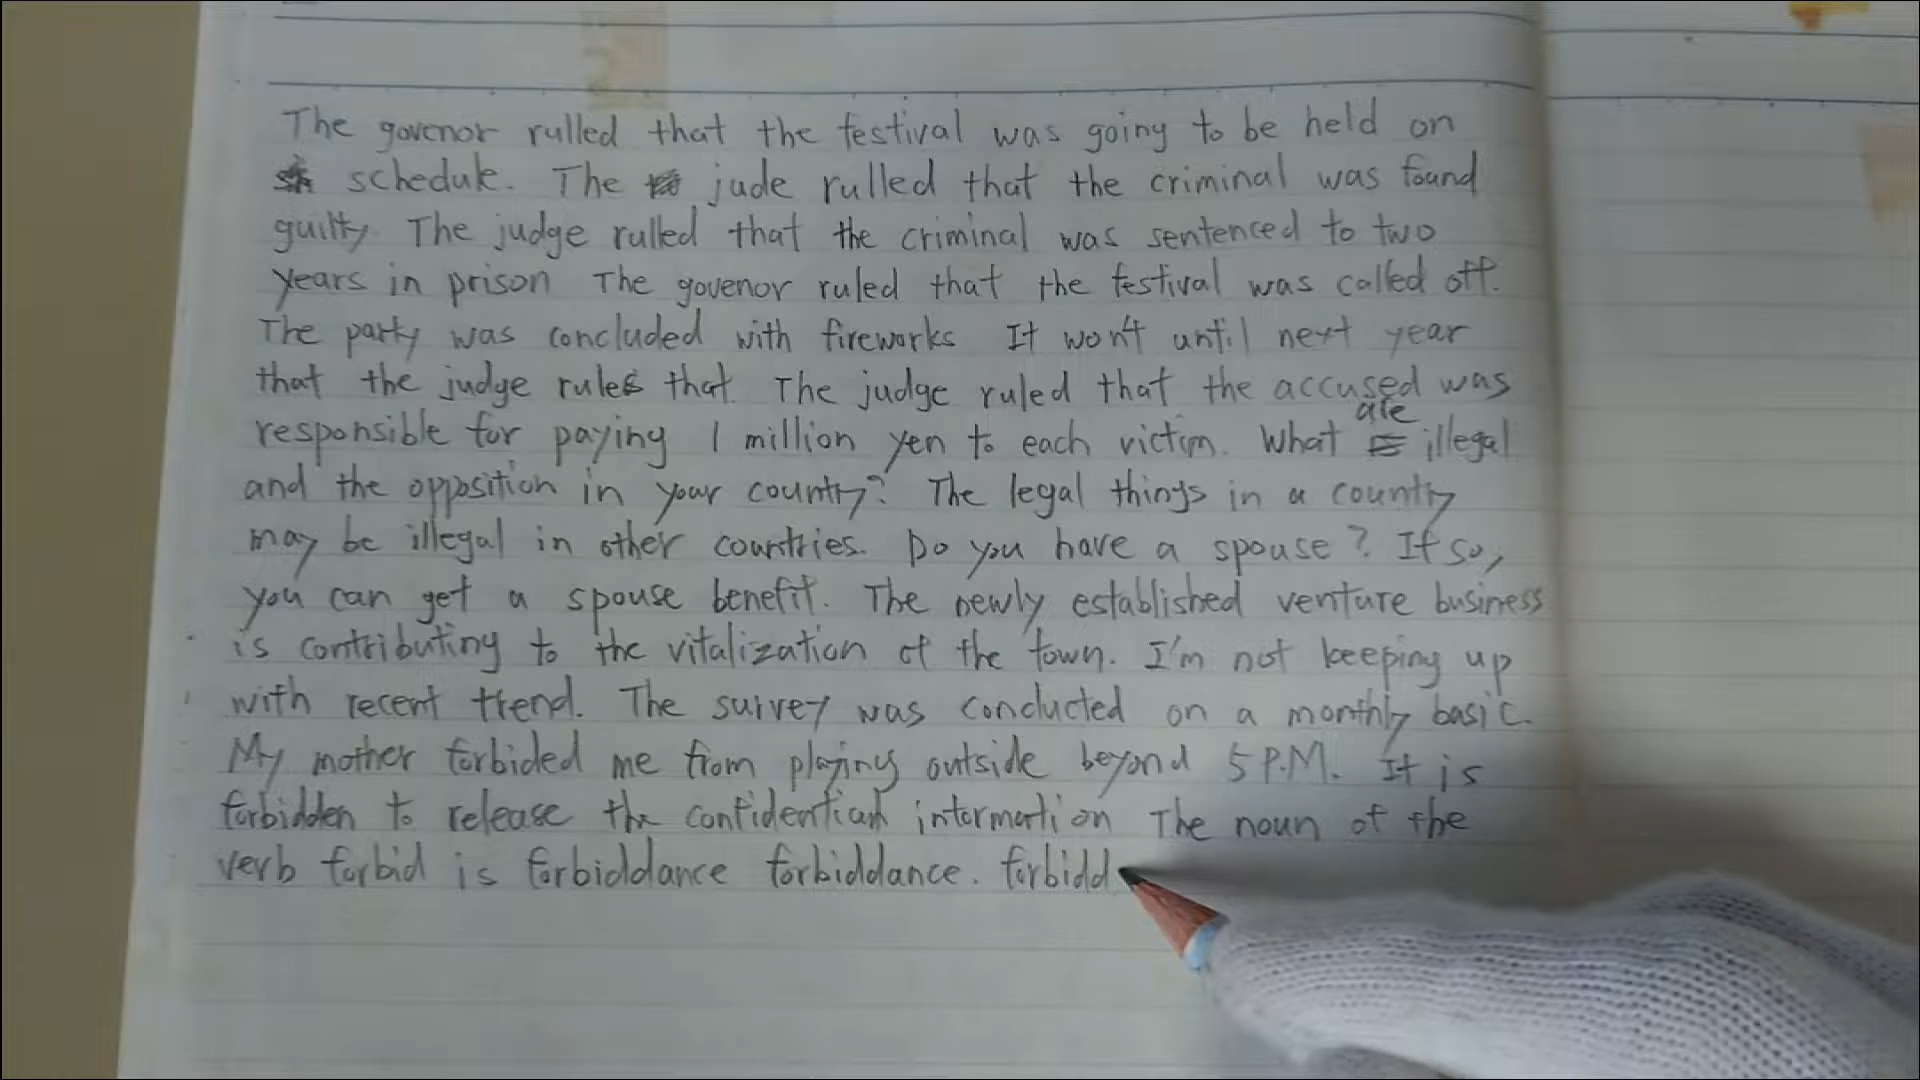 The govenor rulled that the festival was going to be held on
schedule. The jude rulled that the criminal was found
guilty. The judge rulled that the criminal was sentenced to two
years in prison The govenor ruled that the festival was called off.
The party was concluded with fireworks It won't until next year
that the judge rules that. The judge ruled that the accused was
are
responsible for paying 1 million yen to each victim. What illegal
and the opposition in your country? The legal things in a country
may be illegal in other countries. Do you have a spouse? If so,
you can get a spouse benefit. The newly established venture business
is contributing to the vitalization of the town. I'm not keeping up
with recent trend. The survey was conducted on a monthly basic.
My mother forbided me from playing outside beyond 5 P.M. It is
forbidden to release the information The noun of the
verb forbid is forbiddance forbiddance. forbidd